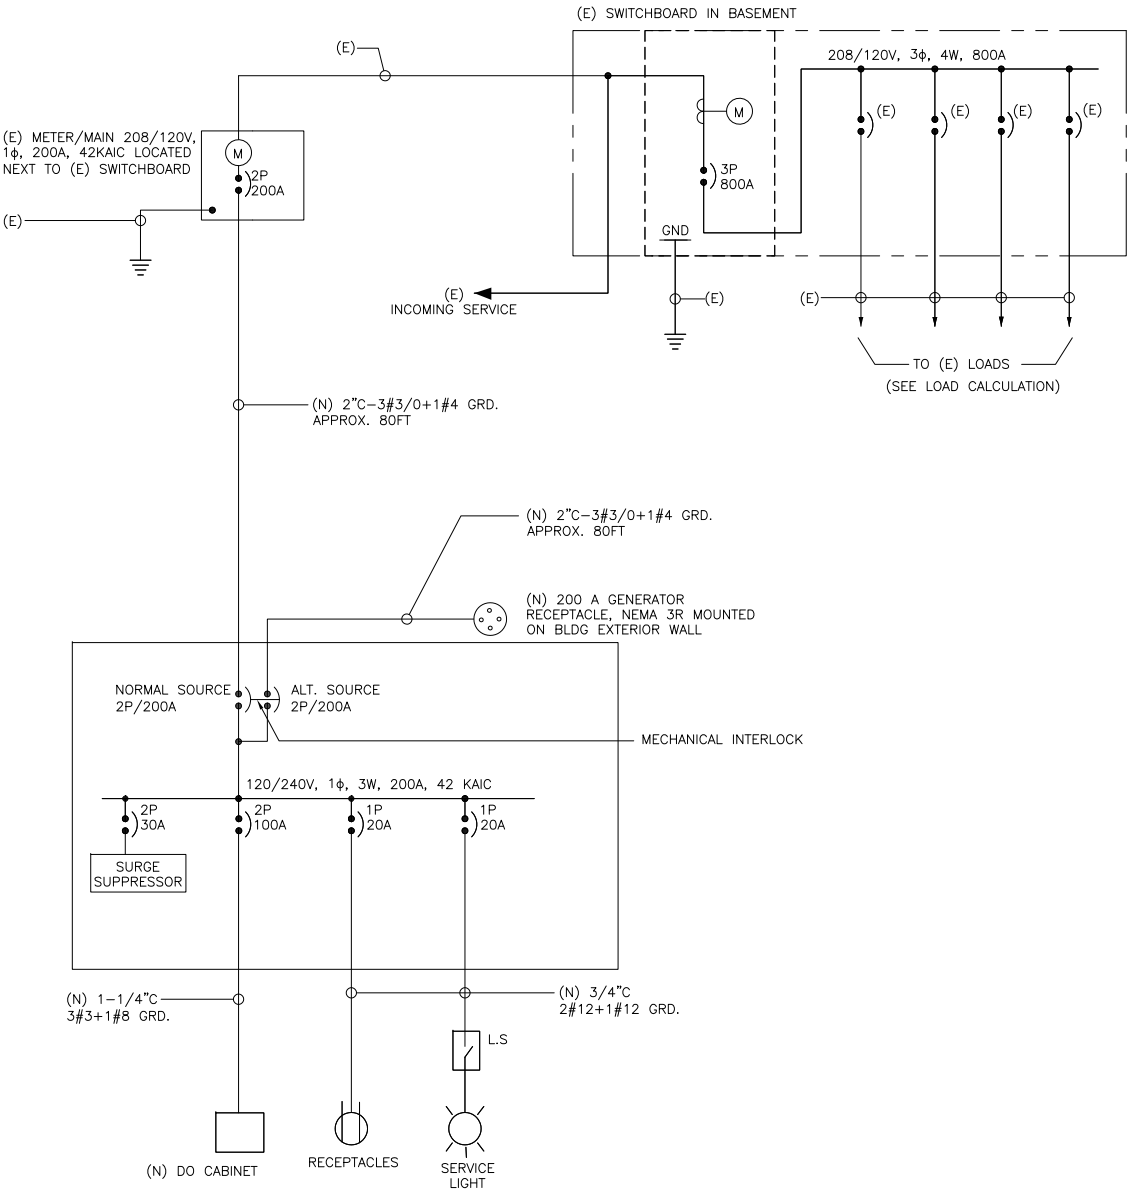 (E) SWITCHBOARD IN BASEMENT
(E)
208/120V, 3ϕ, 4W, 800A
(E)
(E)
(E)
(E)
M
(E) METER/MAIN 208/120V,
1ϕ, 200A, 42KAIC LOCATED
NEXT TO (E) SWITCHBOARD
M
2P
200A
3P
800A
(E)
GND
(E)
INCOMING SERVICE
(E)
(E)
TO (E) LOADS
(SEE LOAD CALCULATION)
(N) 2"C-3#3/0+1#4 GRD.
APPROX. 80FT
(N) 2"C-3#3/0+1#4 GRD.
APPROX. 80FT
(N) 200 A GENERATOR
RECEPTACLE, NEMA 3R MOUNTED
ON BLDG EXTERIOR WALL
NORMAL SOURCE
2P/200A
ALT. SOURCE
2P/200A
MECHANICAL INTERLOCK
120/240V, 1ϕ, 3W, 200A, 42 KAIC
2P
30A
2P
100A
1P
20A
1P
20A
SURGE
SUPPRESSOR
(N) 1-1/4"C
3#3+1#8 GRD.
(N) 3/4"C
2#12+1#12 GRD.
L.S
(N) DO CABINET
RECEPTACLES
SERVICE
LIGHT